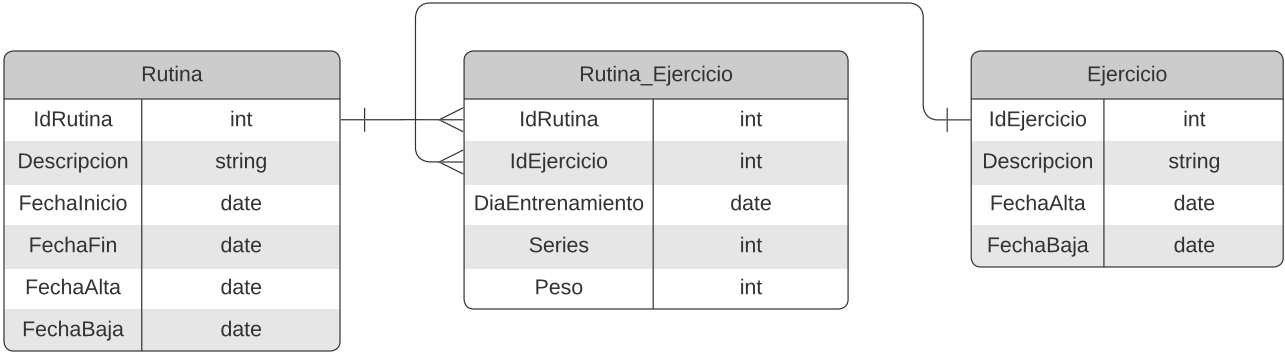 Rutina
IdRutina int
Descripcion string
FechaInicio date
FechaFin date
FechaAlta date
FechaBaja date
Rutina_Ejercicio
IdRutina int
IdEjercicio int
DiaEntrenamiento date
Series int
Peso int
Ejercicio
IdEjercicio int
Descripcion string
FechaAlta date
FechaBaja date